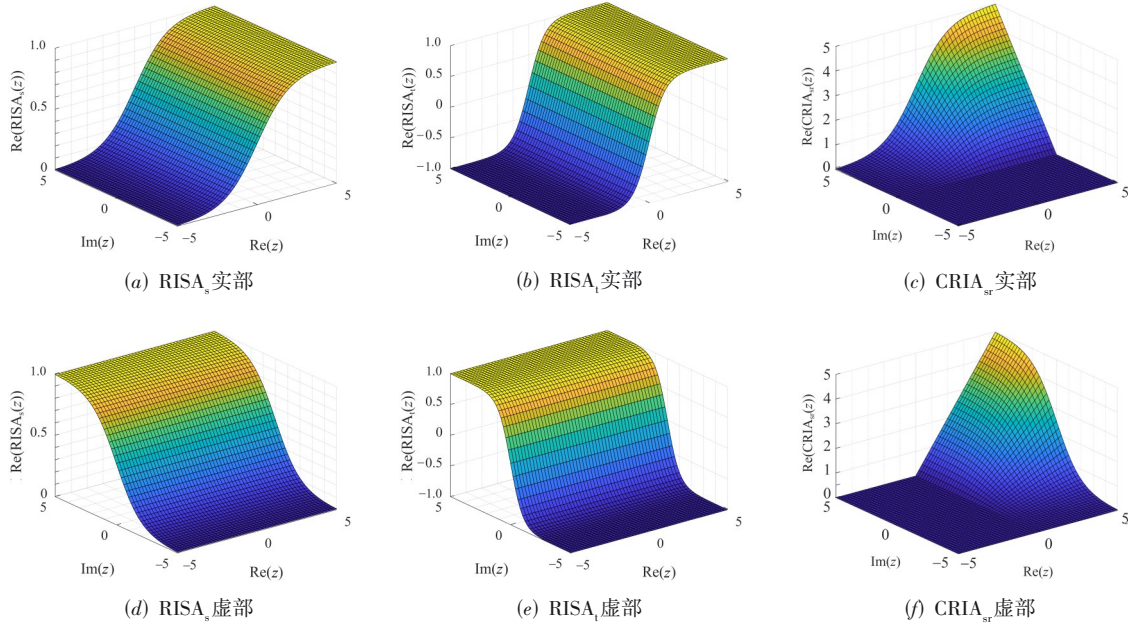 1.0
0.5
0
5
0
−5
−5
0
5
Re(RISAₛ(z))
Im(z)
Re(z)
(a) RISAₛ实部
1.0
0.5
0
−0.5
−1.0
5
0
−5
−5
0
5
Re(RISAₜ(z))
Im(z)
Re(z)
(b) RISAₜ实部
5
4
3
2
1
0
5
0
−5
−5
0
5
Re(CRIAₛᵣ(z))
Im(z)
Re(z)
(c) CRIAₛᵣ实部
1.0
0.5
0
5
0
−5
−5
0
5
Re(RISAₛ(z))
Im(z)
Re(z)
(d) RISAₛ虚部
1.0
0.5
0
−0.5
−1.0
5
0
−5
−5
0
5
Re(RISAₜ(z))
Im(z)
Re(z)
(e) RISAₜ虚部
5
4
3
2
1
0
5
0
−5
−5
0
5
Re(CRIAₛᵣ(z))
Im(z)
Re(z)
(f) CRIAₛᵣ虚部